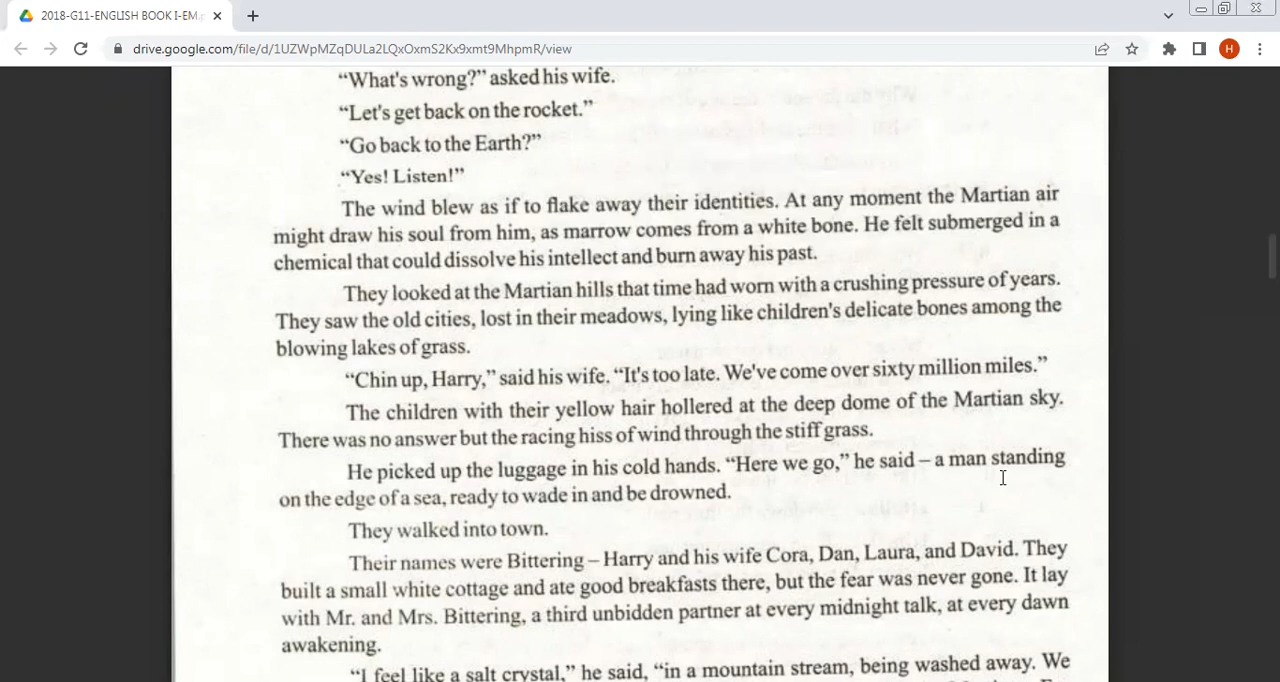 2018-G11-ENGLISH BOOK I-EM.
drive.google.com/file/d/1UZWpMZqDULa2LQxOxmS2Kx9xmt9MhpmR/view
H
“What's wrong?” asked his wife.
“Let's get back on the rocket.”
“Go back to the Earth?”
“Yes! Listen!”
The wind blew as if to flake away their identities. At any moment the Martian air
might draw his soul from him, as marrow comes from a white bone. He felt submerged in a
chemical that could dissolve his intellect and burn away his past.
They looked at the Martian hills that time had worn with a crushing pressure of years.
They saw the old cities, lost in their meadows, lying like children's delicate bones among the
blowing lakes of grass.
“Chin up, Harry,” said his wife. “It's too late. We've come over sixty million miles.”
The children with their yellow hair hollered at the deep dome of the Martian sky.
There was no answer but the racing hiss of wind through the stiff grass.
He picked up the luggage in his cold hands. “Here we go,” he said – a man standing
on the edge of a sea, ready to wade in and be drowned.
They walked into town.
Their names were Bittering – Harry and his wife Cora, Dan, Laura, and David. They
built a small white cottage and ate good breakfasts there, but the fear was never gone. It lay
with Mr. and Mrs. Bittering, a third unbidden partner at every midnight talk, at every dawn
awakening.
“I feel like a salt crystal,” he said, “in a mountain stream, being washed away. We